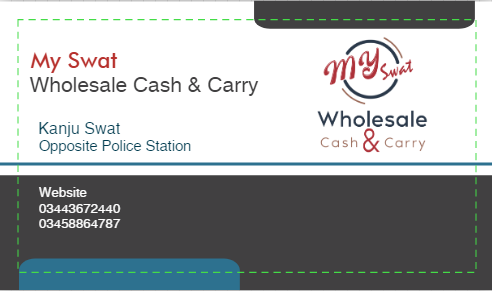 My Swat
Wholesale Cash & Carry
Kanju Swat
Opposite Police Station
MY Swat
Wholesale
Cash & Carry
Website
03443672440
03458864787